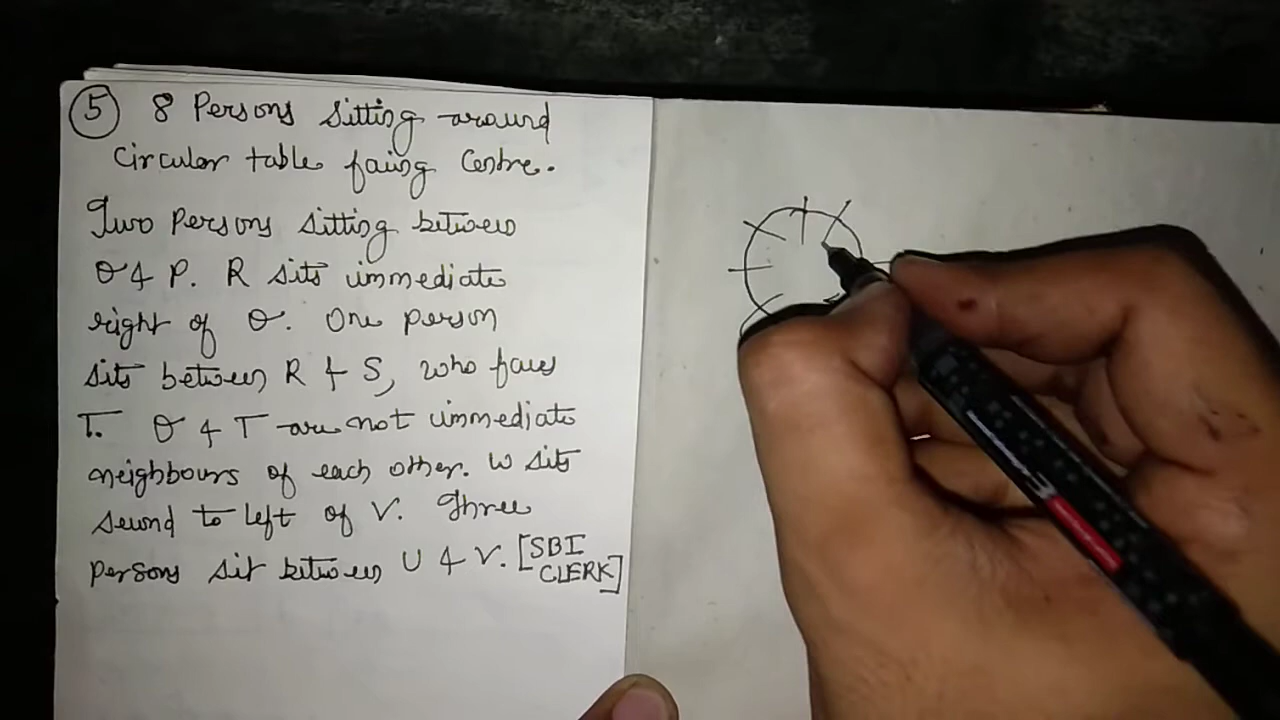 5 8 Persons sitting around
circular table faing Centre.
Two Persons sitting between
Q & P. R sits immediate
right of Q. One person
sits between R & S, who faces
T. Q & T are not immediate
neighbours of each other. W sits
second to left of V. Three
persons sit between U & V. [SBI
CLERK]